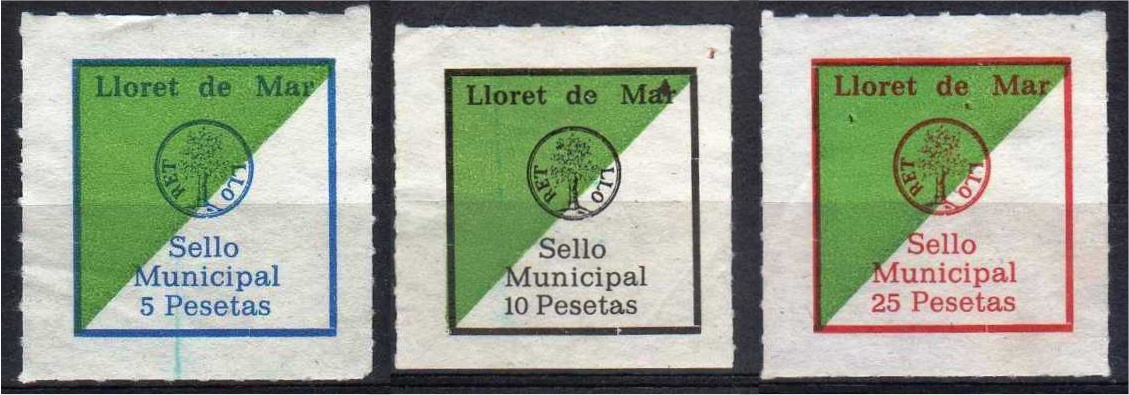 Lloret de Mar
LLO RET
Sello
Municipal
5 Pesetas
Lloret de Mar
LLO RET
Sello
Municipal
10 Pesetas
Lloret de Mar
LLO RET
Sello
Municipal
25 Pesetas